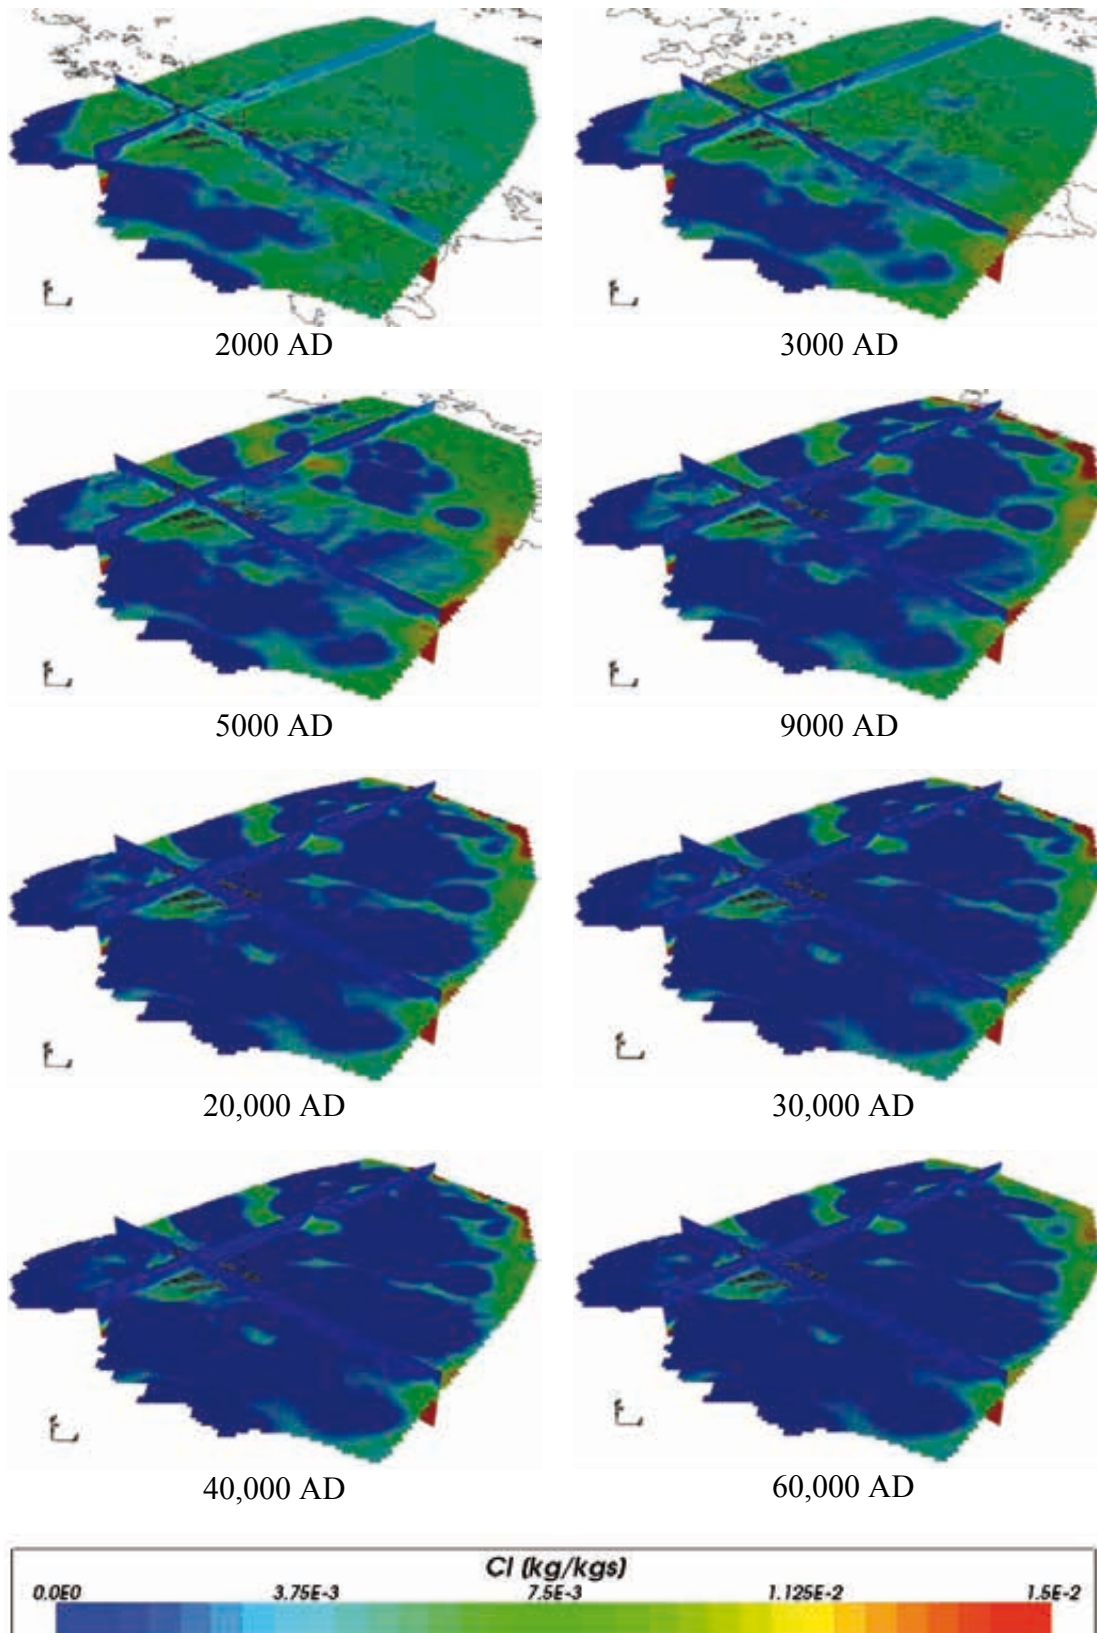 2000 AD
3000 AD
5000 AD
9000 AD
20,000 AD
30,000 AD
40,000 AD
60,000 AD
Cl (kg/kgs)
0.0E0 3.75E-3 7.5E-3 1.125E-2 1.5E-2